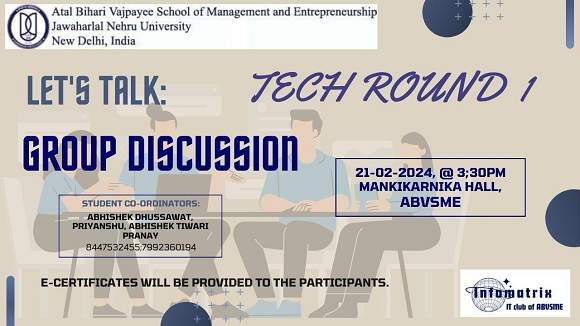 Atal Bihari Vajpayee School of Management and Entrepreneurship
Jawaharlal Nehru University
New Delhi, India
LET'S TALK:
TECH ROUND 1
GROUP DISCUSSION
21-02-2024, @ 3;30PM
MANKIKARNIKA HALL,
ABVSME
STUDENT CO-ORDINATORS:
ABHISHEK DHUSSAWAT,
PRIYANSHU, ABHISHEK TIWARI
PRANAY
8447532455;7992360194
E-CERTIFICATES WILL BE PROVIDED TO THE PARTICIPANTS.
Infomatrix
IT club of ABVSME